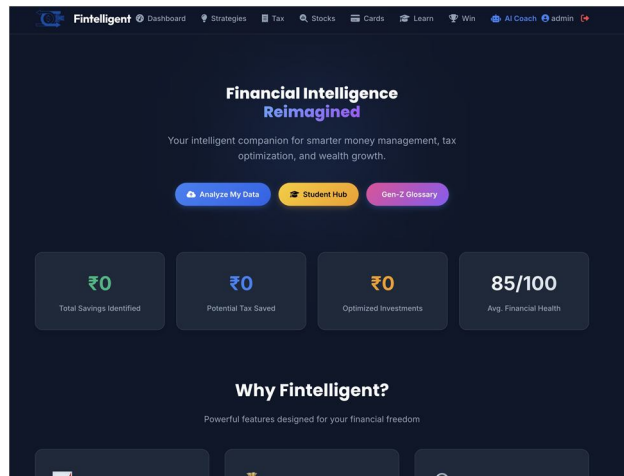 Fintelligent Dashboard Strategies Tax Stocks Cards Learn Win AI Coach admin
Financial Intelligence
Reimagined
Your intelligent companion for smarter money management, tax
optimization, and wealth growth.
Analyze My Data Student Hub Gen-Z Glossary
₹0 ₹0 ₹0 85/100
Total Savings Identified Potential Tax Saved Optimized Investments Avg. Financial Health
Why Fintelligent?
Powerful features designed for your financial freedom